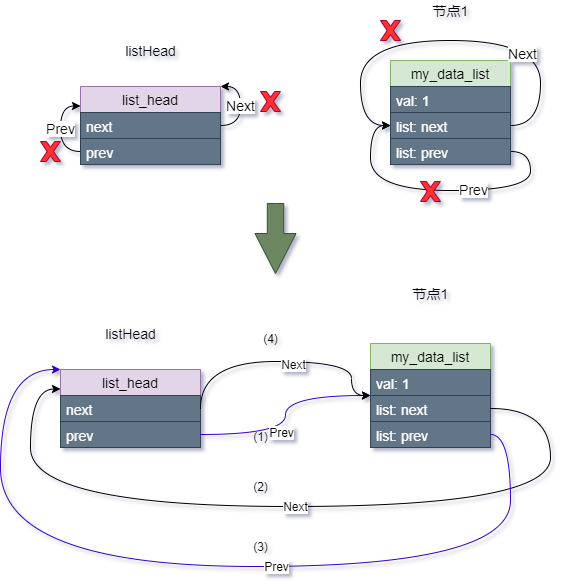 节点1
listHead
Next
my_data_list
list_head
val: 1
Next
next
list: next
Prev
prev
list: prev
Prev
节点1
listHead
(4)
my_data_list
Next
list_head
val: 1
next
list: next
prev
(1)
Prev
list: prev
(2)
Next
(3)
Prev